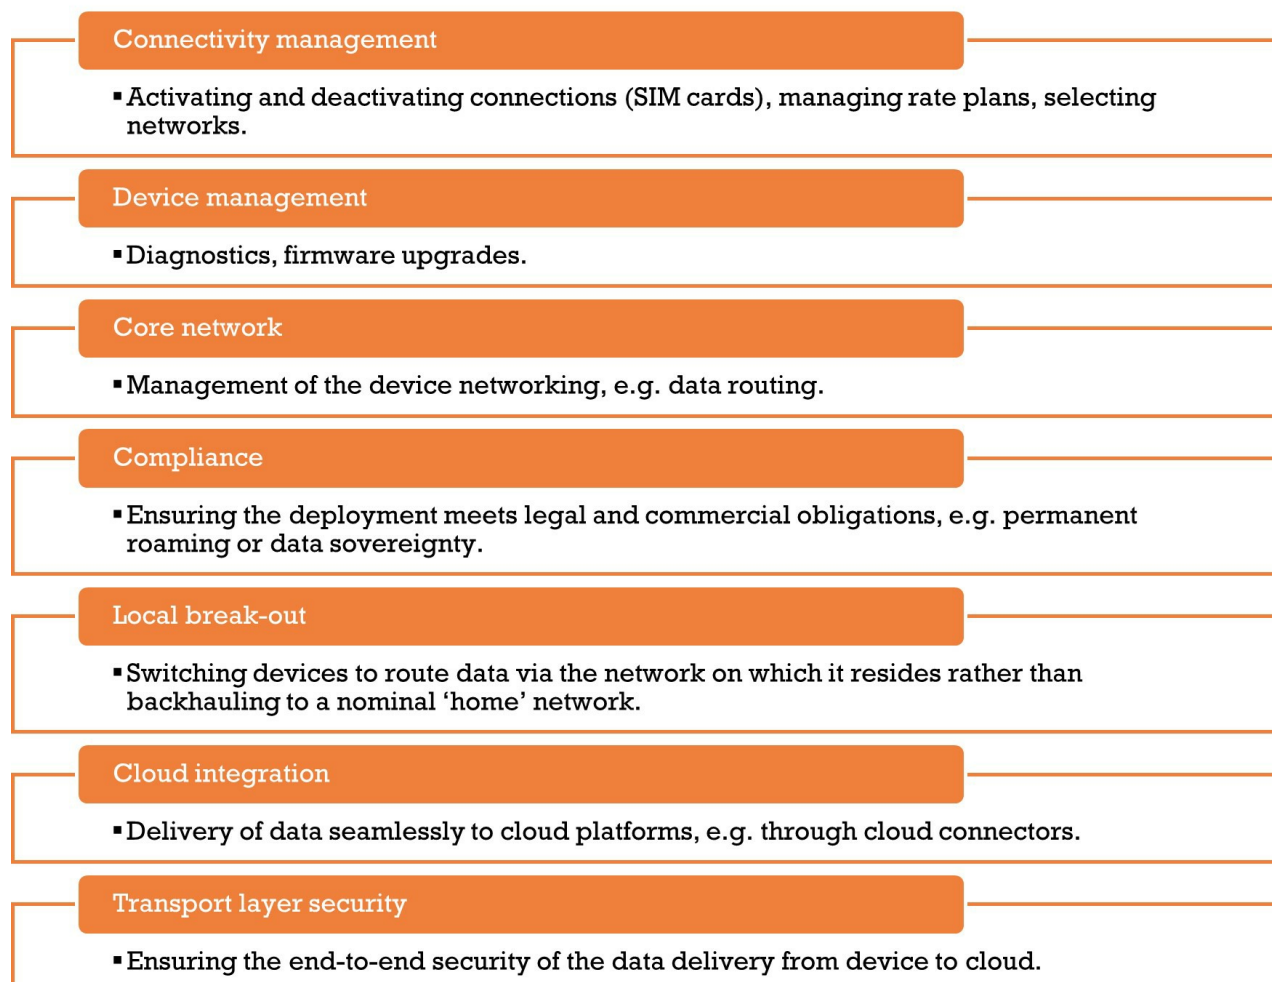 Connectivity management
▪Activating and deactivating connections (SIM cards), managing rate plans, selecting
networks.
Device management
▪Diagnostics, firmware upgrades.
Core network
▪Management of the device networking, e.g. data routing.
Compliance
▪Ensuring the deployment meets legal and commercial obligations, e.g. permanent
roaming or data sovereignty.
Local break-out
▪Switching devices to route data via the network on which it resides rather than
backhauling to a nominal ‘home’ network.
Cloud integration
▪Delivery of data seamlessly to cloud platforms, e.g. through cloud connectors.
Transport layer security
▪Ensuring the end-to-end security of the data delivery from device to cloud.